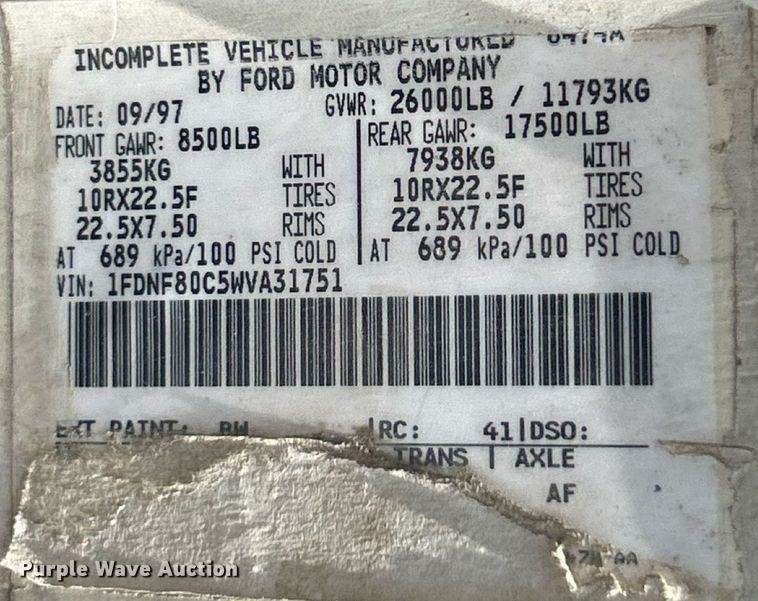 INCOMPLETE VEHICLE MANUFACTURED
BY FORD MOTOR COMPANY
DATE: 09/97 GVWR: 26000LB / 11793KG
FRONT GAWR: 8500LB REAR GAWR: 17500LB
3855KG WITH 7938KG WITH
10RX22.5F TIRES 10RX22.5F TIRES
22.5X7.50 RIMS 22.5X7.50 RIMS
AT 689 kPa/100 PSI COLD AT 689 kPa/100 PSI COLD
VIN: 1FDNF80C5WVA31751
EXT PAINT: BW RC: 41 DSO:
TRANS AXLE
AF
Purple Wave Auction